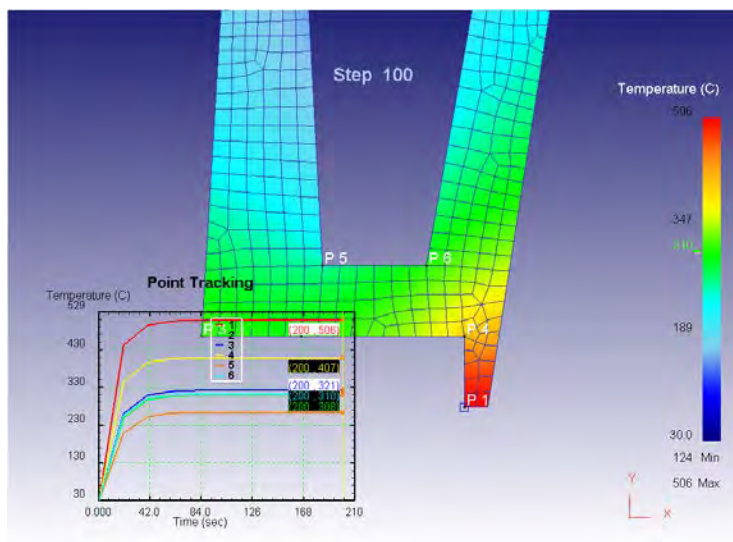 Step 100
Temperature (C)
506
347
310
189
30.0
124 Min
506 Max
P 5
P 6
P 3
P 4
P 1
Point Tracking
Temperature (C)
529
430
330
230
130
30
1
2
3
4
5
6
(200 , 506)
(200 , 407)
(200 , 321)
(200 , 310)
(200 , 308)
0.000
42.0
84.0
126
168
210
Time (sec)
Y
X